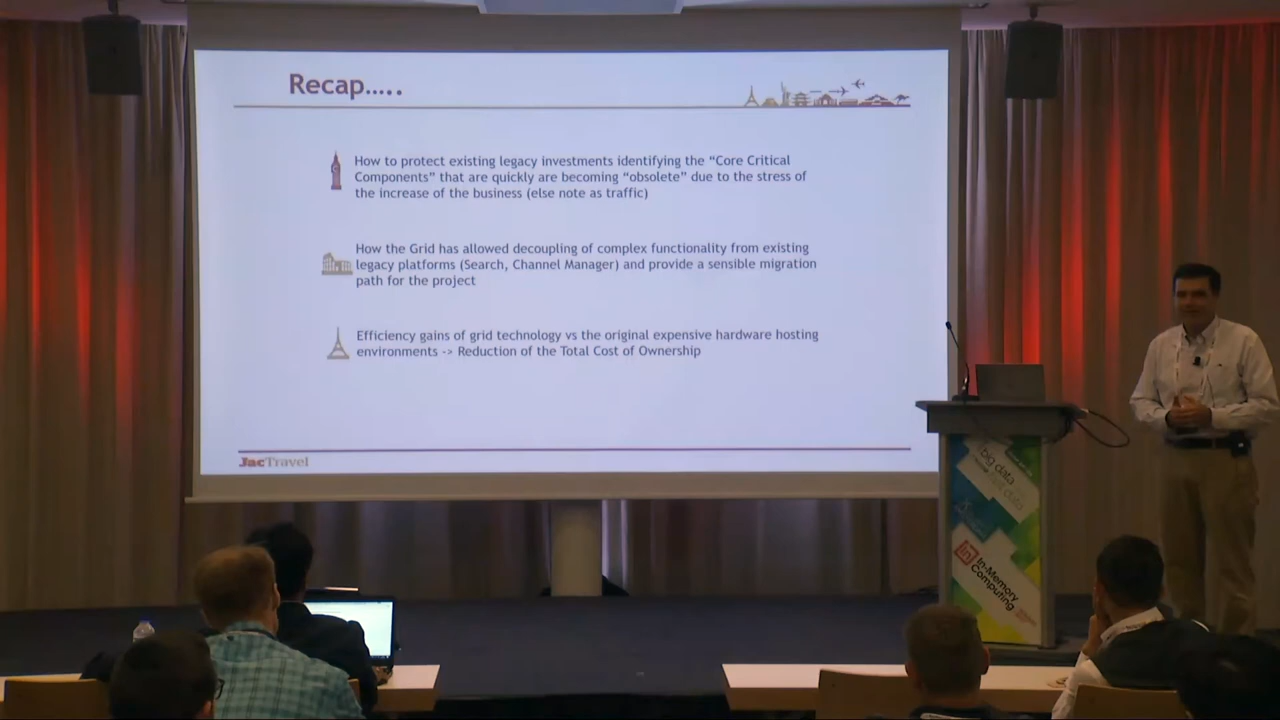 Recap.....
How to protect existing legacy investments identifying the “Core Critical
Components” that are quickly are becoming “obsolete” due to the stress of
the increase of the business (else note as traffic)
How the Grid has allowed decoupling of complex functionality from existing
legacy platforms (Search, Channel Manager) and provide a sensible migration
path for the project
Efficiency gains of grid technology vs the original expensive hardware hosting
environments -> Reduction of the Total Cost of Ownership
JacTravel
big data
fast data
In-Memory
Computing